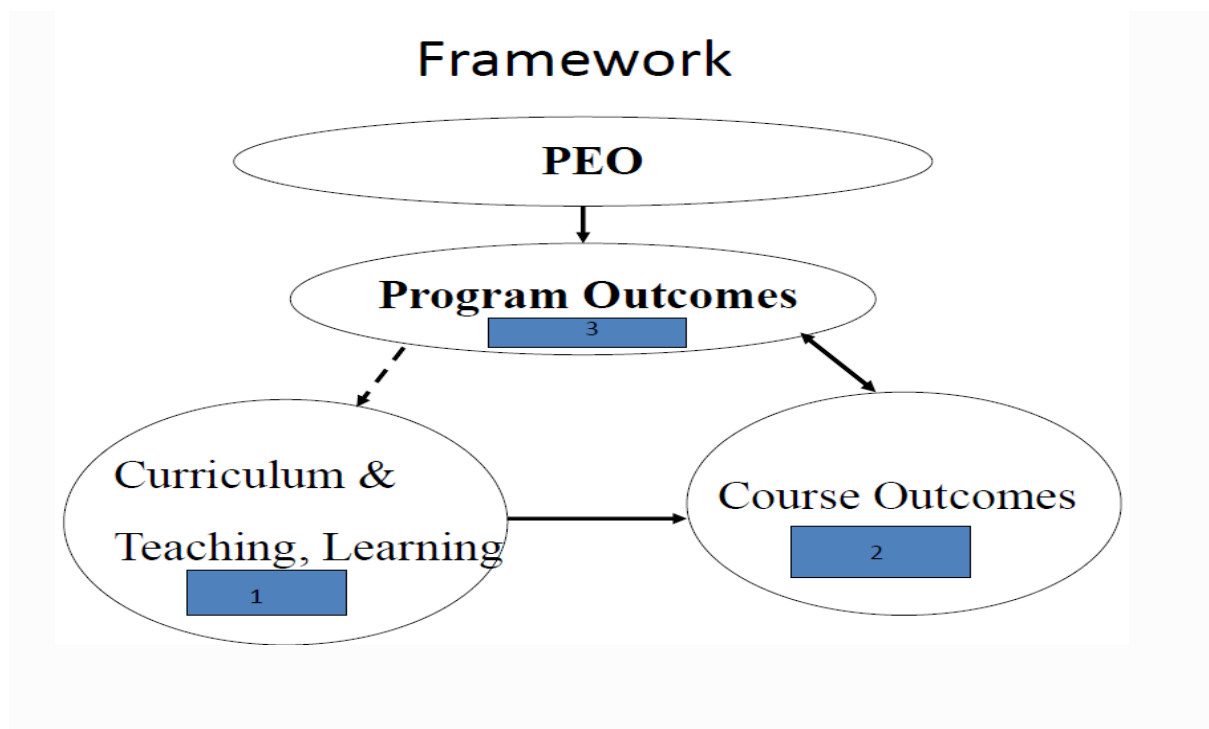 Framework
PEO
Program Outcomes
3
Curriculum &
Teaching, Learning
1
Course Outcomes
2